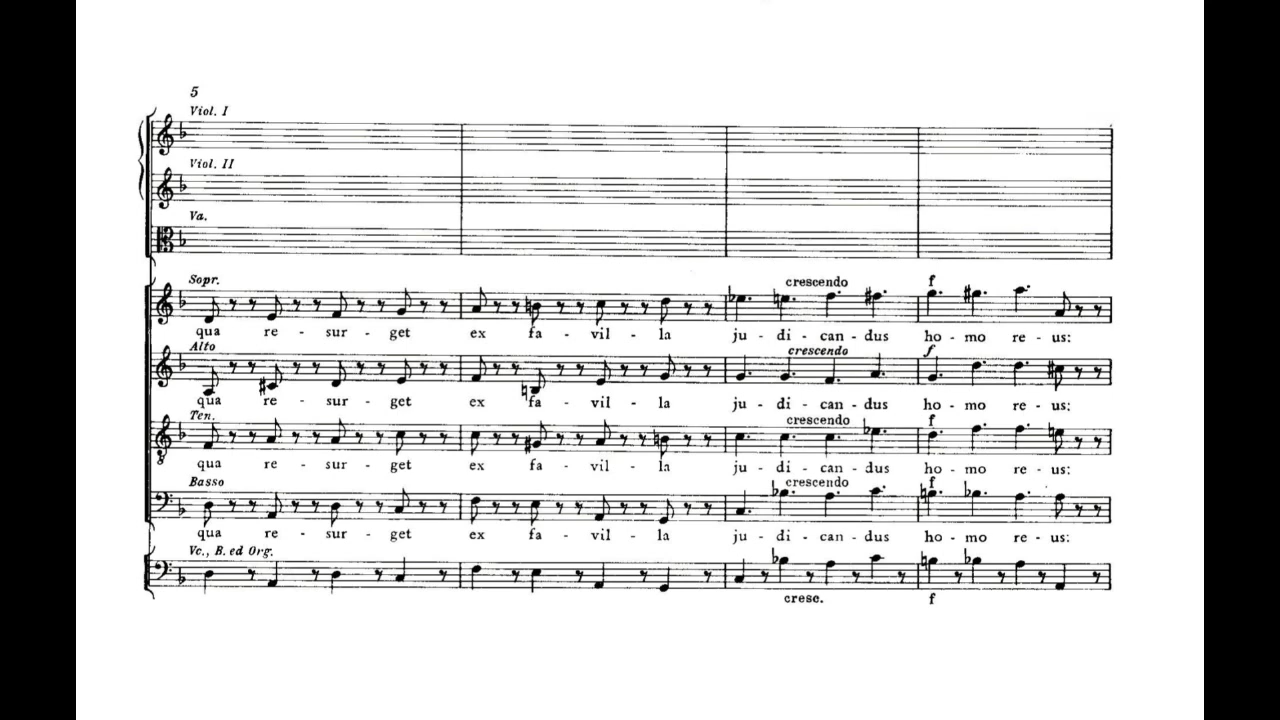 5
Viol. I
Viol. II
Va.
Sopr.
crescendo
f
qua re - sur - get ex fa - vil - la ju - di - can - dus ho - mo re - us:
Alto
crescendo
f
qua re - sur - get ex fa - vil - la ju - di - can - dus ho - mo re - us:
Ten.
crescendo
f
8
qua re - sur - get ex fa - vil - la ju - di - can - dus ho - mo re - us:
Basso
crescendo
f
qua re - sur - get ex fa - vil - la ju - di - can - dus ho - mo re - us:
Vc., B. ed Org.
cresc.
f